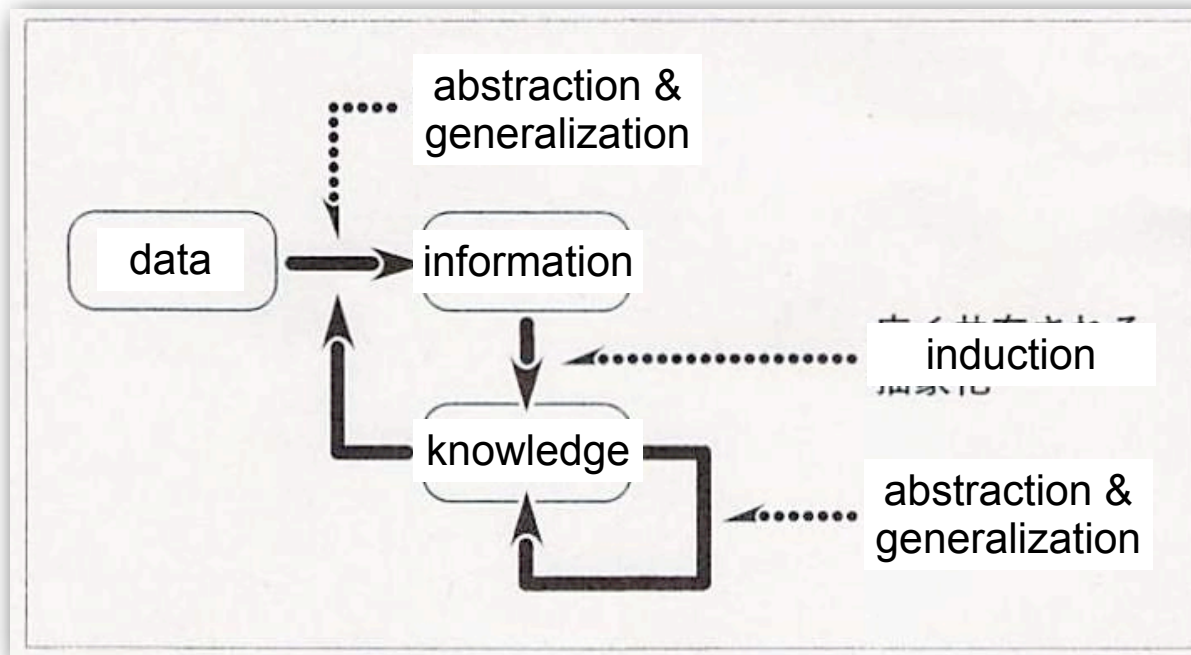 abstraction &
generalization
data
information
induction
knowledge
abstraction &
generalization